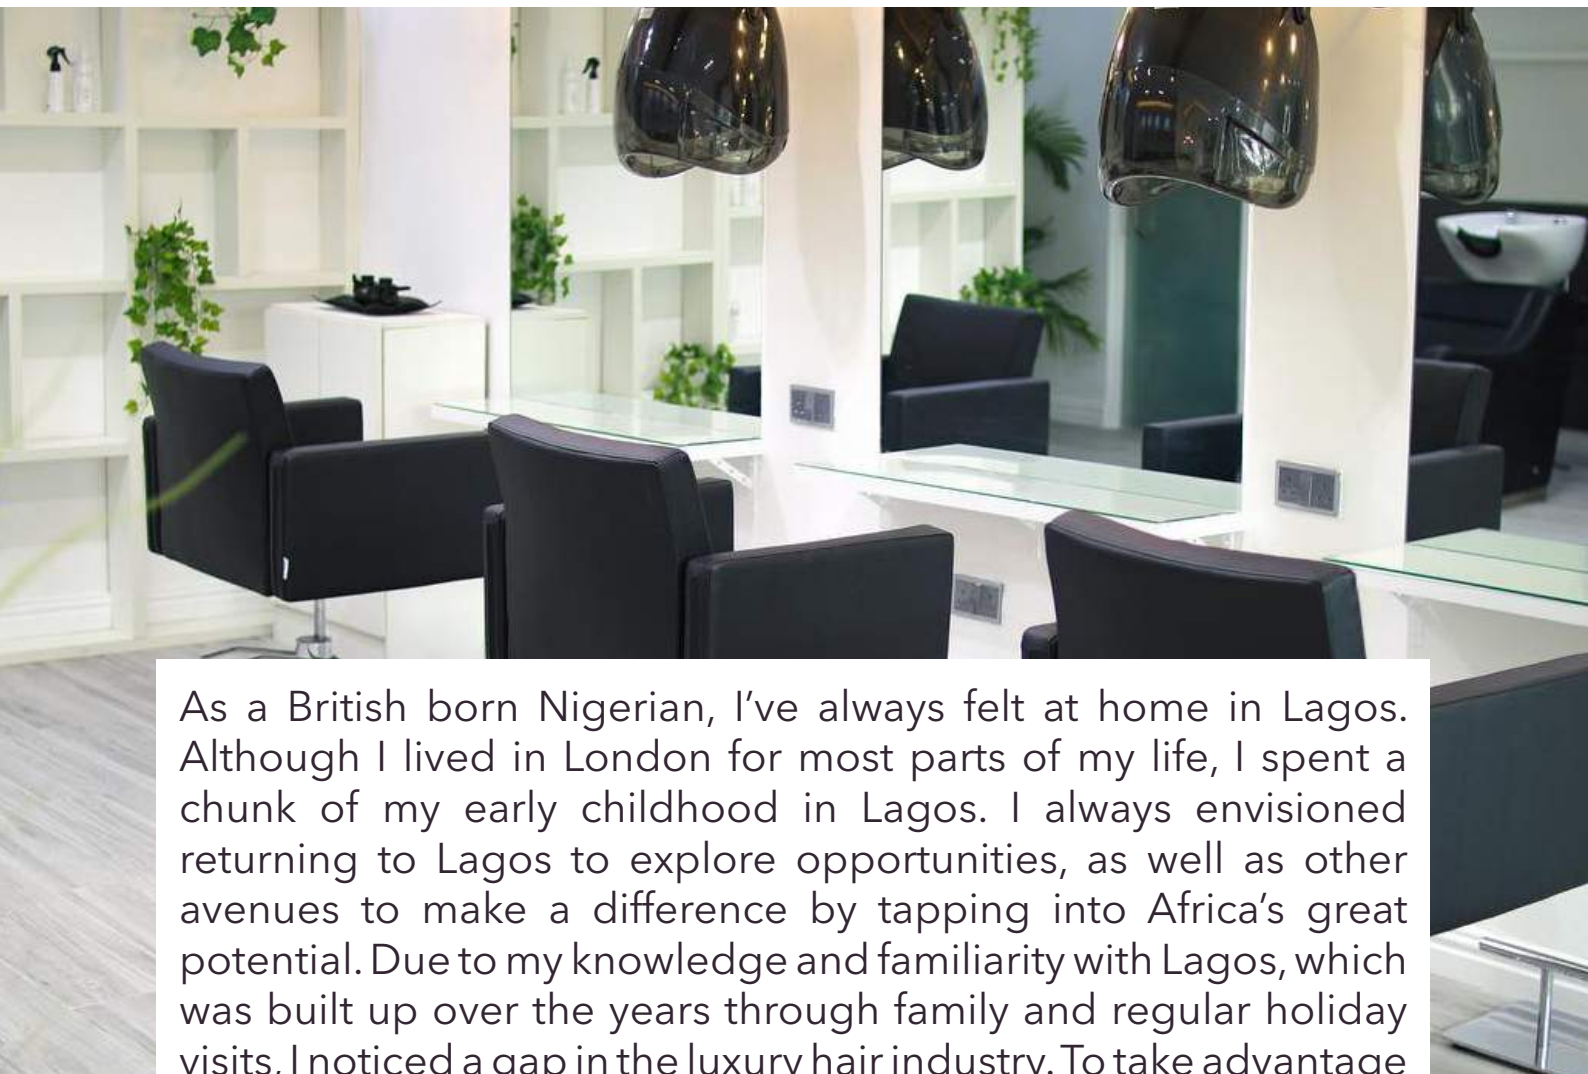 As a British born Nigerian, I’ve always felt at home in Lagos.
Although I lived in London for most parts of my life, I spent a
chunk of my early childhood in Lagos. I always envisioned
returning to Lagos to explore opportunities, as well as other
avenues to make a difference by tapping into Africa’s great
potential. Due to my knowledge and familiarity with Lagos, which
was built up over the years through family and regular holiday
visits, I noticed a gap in the luxury hair industry. To take advantage